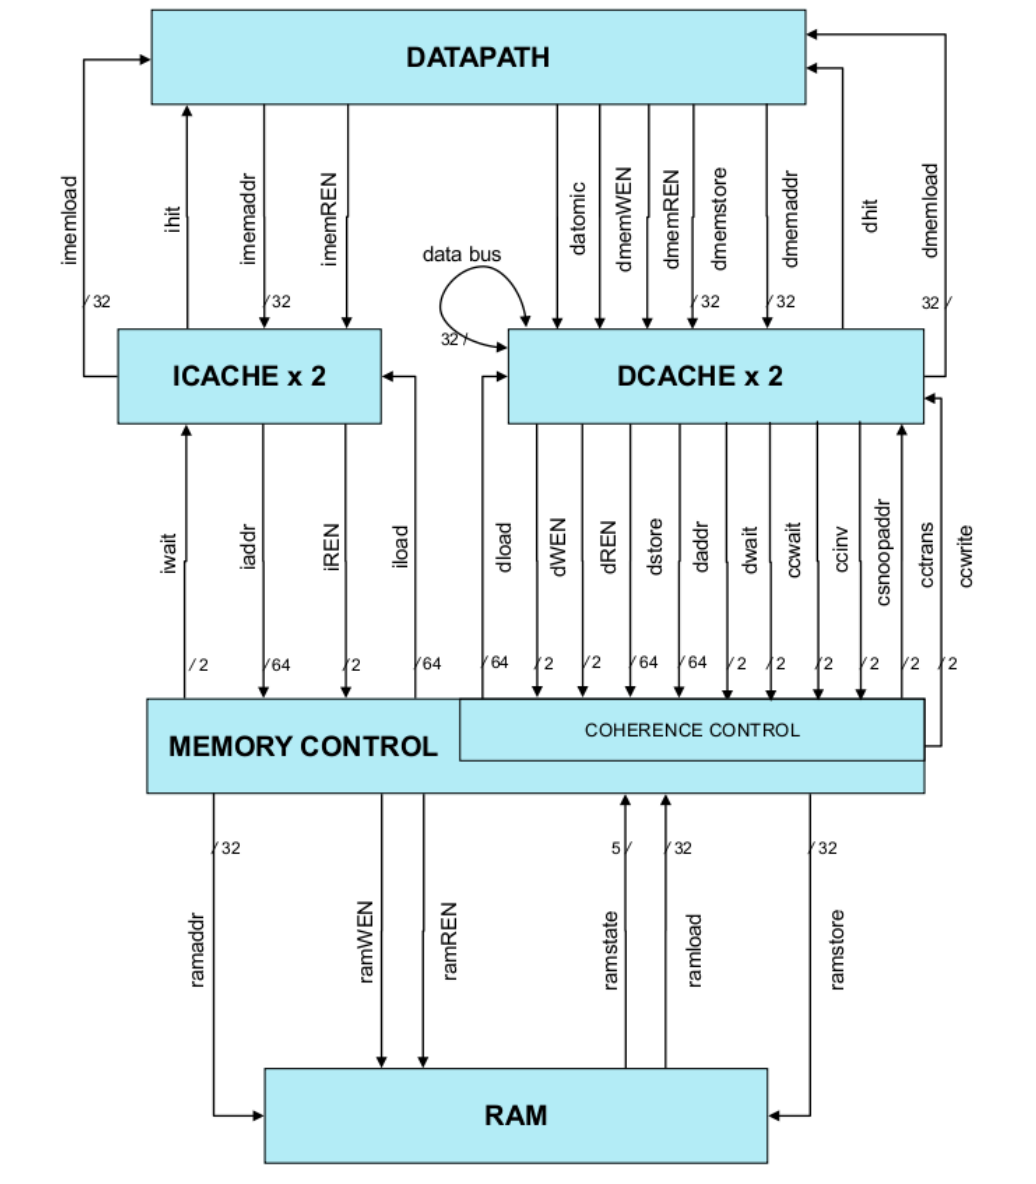 DATAPATH
imemload
ihit
imemaddr
imemREN
datomic
dmemWEN
dmemREN
dmemstore
dmemaddr
dhit
dmemload
data bus
/ 32
/ 32
32 /
/ 32
/ 32
32 /
ICACHE x 2
DCACHE x 2
iwait
iaddr
iREN
iload
dload
dWEN
dREN
dstore
daddr
dwait
ccwait
ccinv
csnoopaddr
cctrans
ccwrite
/ 2
/ 64
/ 2
/ 64
/ 64
/ 2
/ 2
/ 64
/ 64
/ 2
/ 2
/ 2
/ 2
/ 2
/ 2
MEMORY CONTROL
COHERENCE CONTROL
/ 32
5 /
/ 32
/ 32
ramaddr
ramWEN
ramREN
ramstate
ramload
ramstore
RAM